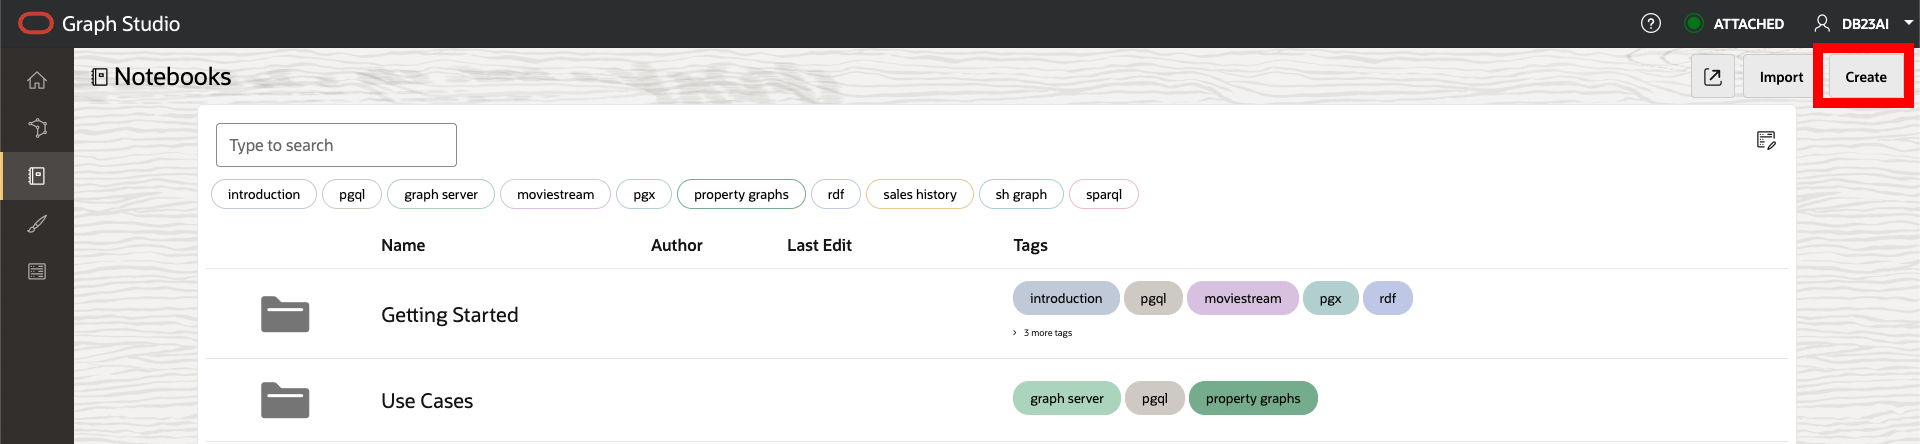 Graph Studio
? ATTACHED DB23AI
Notebooks
Import Create
Type to search
introduction pgql graph server moviestream pgx property graphs rdf sales history sh graph sparql
Name Author Last Edit Tags
Getting Started
introduction pgql moviestream pgx rdf
3 more tags
Use Cases
graph server pgql property graphs